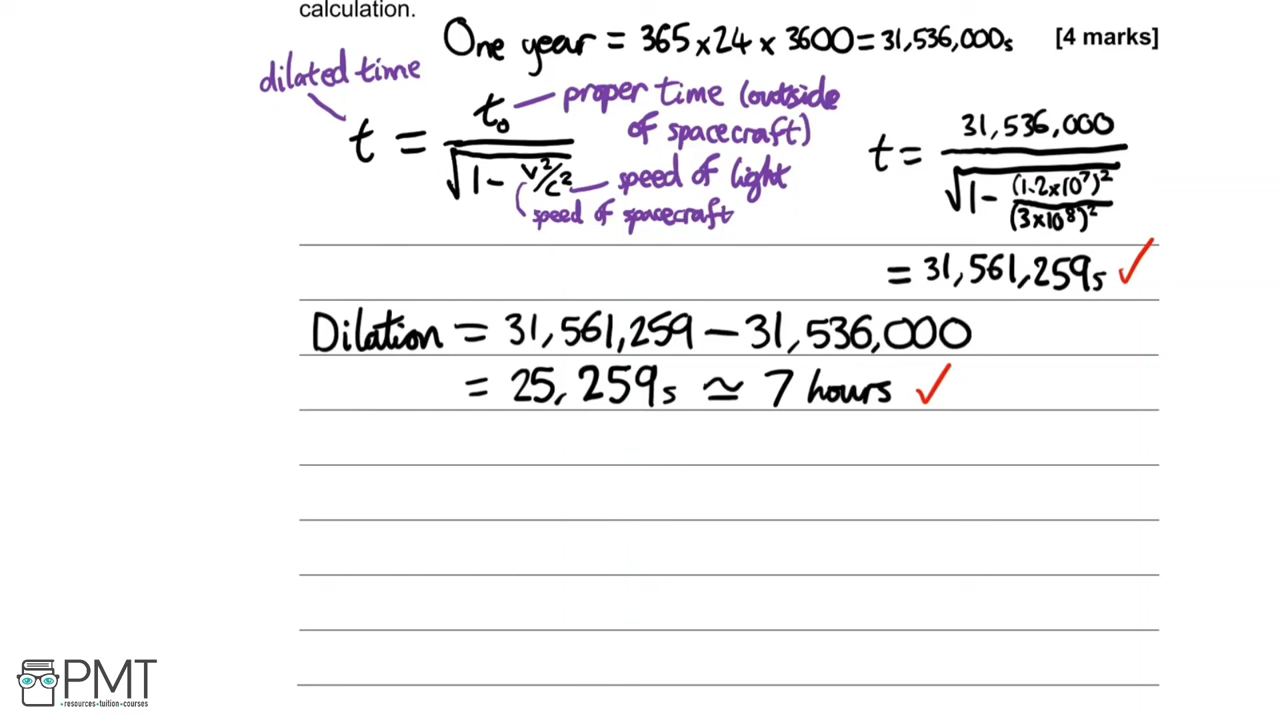 calculation.
One year = 365 x 24 x 3600 = 31,536,000s [4 marks]
dilated time
t = t₀ / √(1 - v²/c²)
proper time (outside
of spacecraft)
speed of light
speed of spacecraft
t = 31,536,000 / √(1 - (1.2x10⁷)² / (3x10⁸)²)
= 31,561,259s ✓
Dilation = 31,561,259 - 31,536,000
= 25,259s ≃ 7 hours ✓
PMT
•resources•tuition•courses